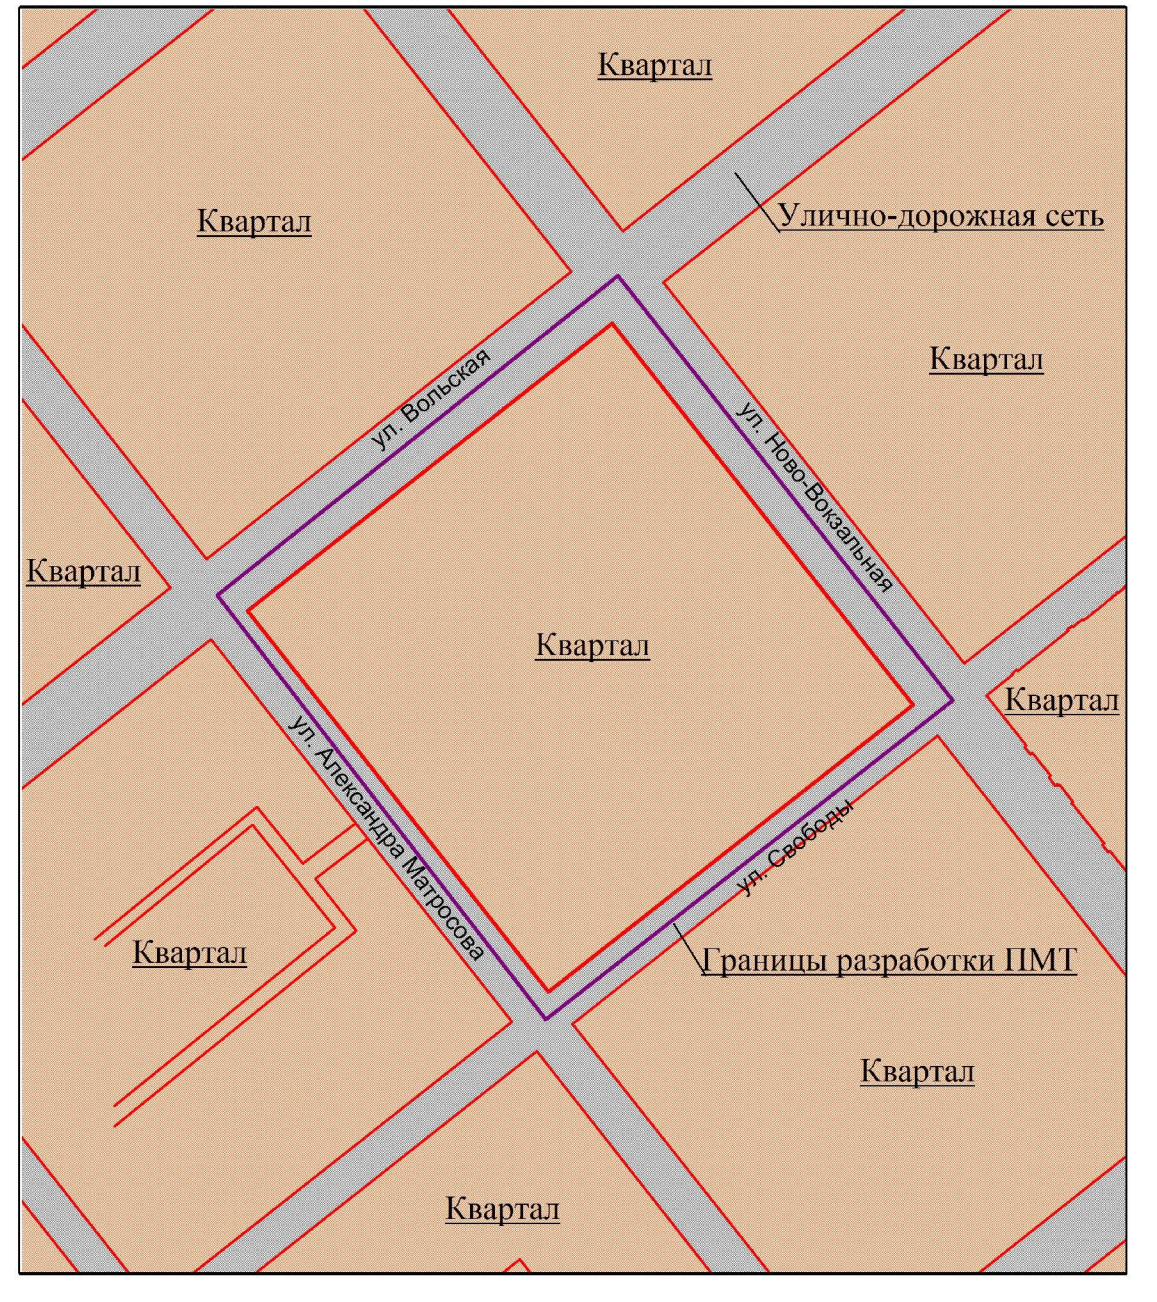 Квартал
Улично-дорожная сеть
Квартал
Квартал
ул. Вольская
ул. Ново-Вокзальная
Квартал
Квартал
Квартал
ул. Александра Матросова
ул. Свободы
Квартал
Границы разработки ПМТ
Квартал
Квартал